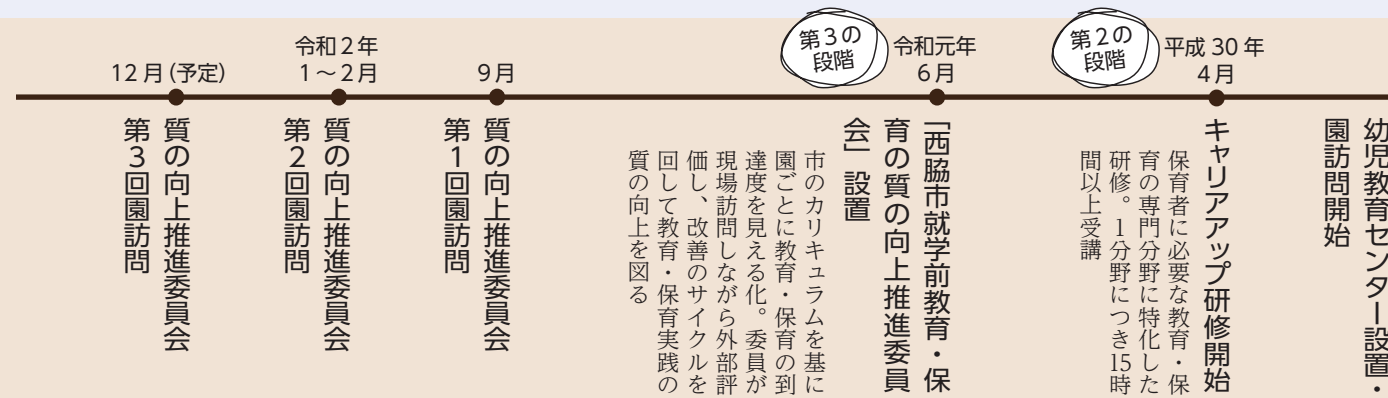 幼児教育センター設置・
園訪問開始
平成 30 年
4月
キャリアアップ研修開始
保育者に必要な教育・保
育の専門分野に特化した
研修。1分野につき15時
間以上受講
第2の
段階
令和元年
6月
「西脇市就学前教育・保
育の質の向上推進委員
会」設置
市のカリキュラムを基に
園ごとに教育・保育の到
達度を見える化。委員が
現場訪問しながら外部評
価し、改善のサイクルを
回して教育・保育実践の
質の向上を図る
第3の
段階
9月
質の向上推進委員会
第1回園訪問
令和2年
1~2月
質の向上推進委員会
第2回園訪問
12月(予定)
質の向上推進委員会
第3回園訪問